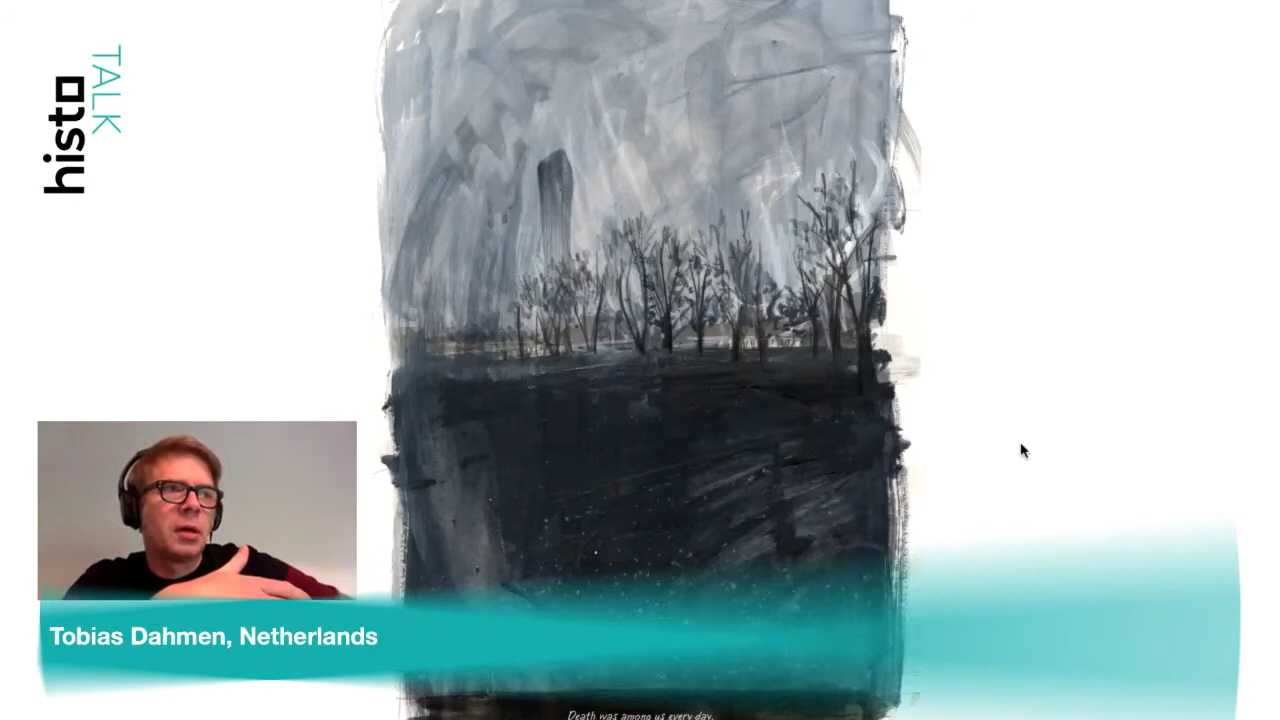 histo
TALK
Tobias Dahmen, Netherlands
Death was among us every day.